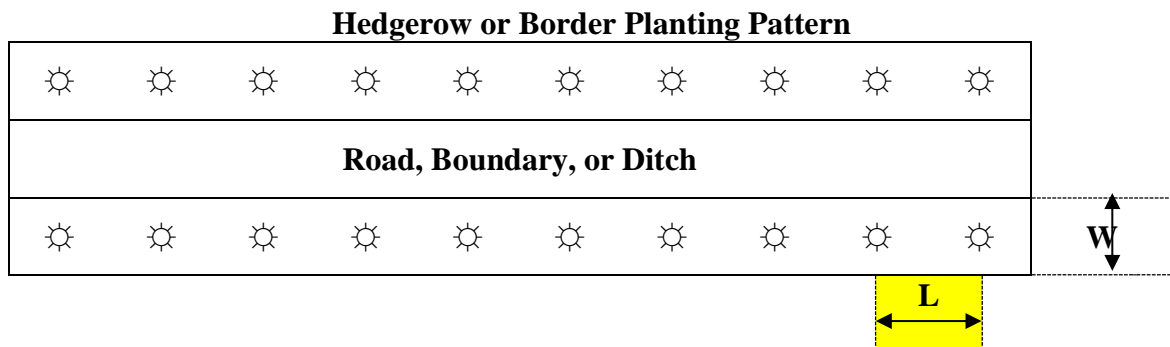 Hedgerow or Border Planting Pattern
Road, Boundary, or Ditch
W
L